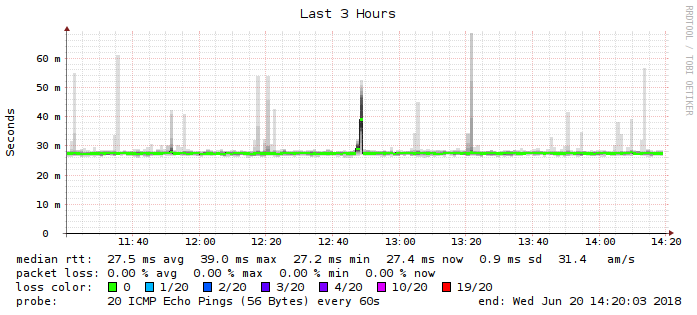 Last 3 Hours
RRDTOOL / TOBI OETIKER
Seconds
60 m
50 m
40 m
30 m
20 m
10 m
0
11:40 12:00 12:20 12:40 13:00 13:20 13:40 14:00 14:20
median rtt: 27.5 ms avg 39.0 ms max 27.2 ms min 27.4 ms now 0.9 ms sd 31.4 am/s
packet loss: 0.00 % avg 0.00 % max 0.00 % min 0.00 % now
loss color: 0 1/20 2/20 3/20 4/20 10/20 19/20
probe: 20 ICMP Echo Pings (56 Bytes) every 60s end: Wed Jun 20 14:20:03 2018